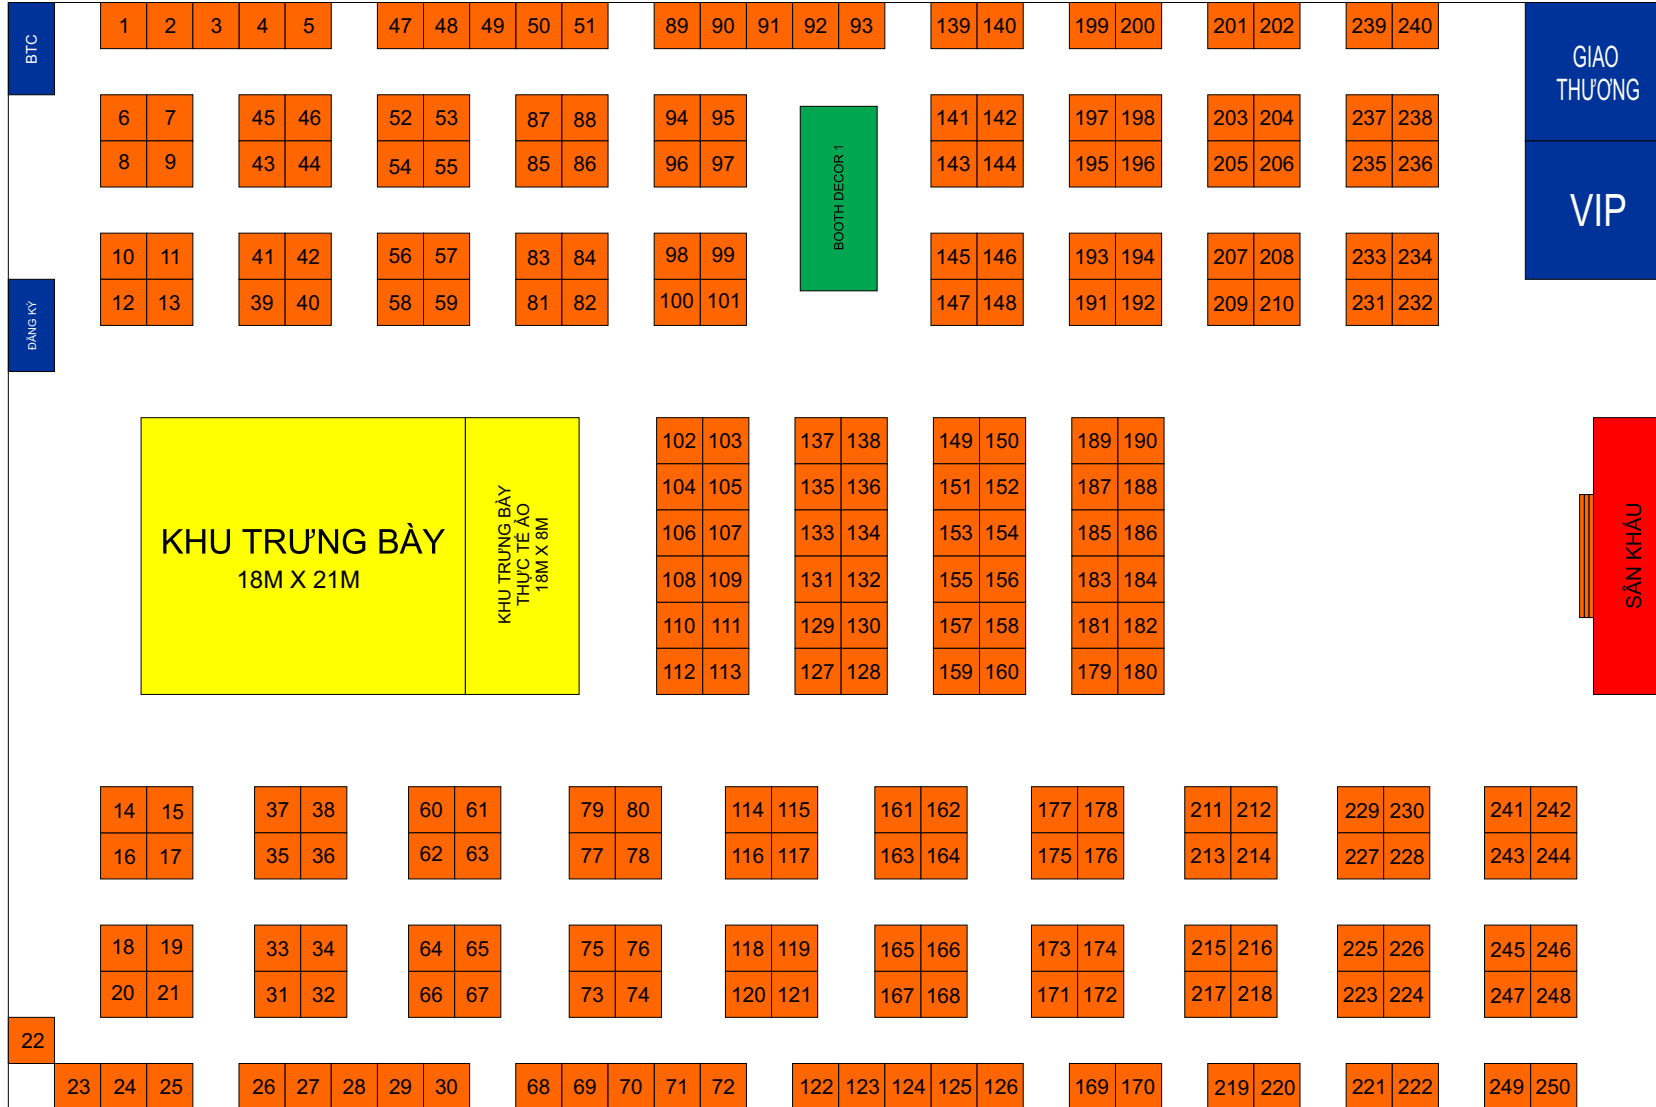 BTC
1 2 3 4 5 47 48 49 50 51 89 90 91 92 93 139 140 199 200 201 202 239 240
GIAO
THƯƠNG
6 7 45 46 52 53 87 88 94 95 141 142 197 198 203 204 237 238
8 9 43 44 54 55 85 86 96 97 143 144 195 196 205 206 235 236
BOOTH DECOR 1
VIP
10 11 41 42 56 57 83 84 98 99 145 146 193 194 207 208 233 234
12 13 39 40 58 59 81 82 100 101 147 148 191 192 209 210 231 232
ĐĂNG KÝ
KHU TRƯNG BÀY
18M X 21M
KHU TRƯNG BÀY
THỰC TẾ ẢO
18M X 8M
102 103 137 138 149 150 189 190
104 105 135 136 151 152 187 188
106 107 133 134 153 154 185 186
108 109 131 132 155 156 183 184
110 111 129 130 157 158 181 182
112 113 127 128 159 160 179 180
SÂN KHẤU
14 15 37 38 60 61 79 80 114 115 161 162 177 178 211 212 229 230 241 242
16 17 35 36 62 63 77 78 116 117 163 164 175 176 213 214 227 228 243 244
18 19 33 34 64 65 75 76 118 119 165 166 173 174 215 216 225 226 245 246
20 21 31 32 66 67 73 74 120 121 167 168 171 172 217 218 223 224 247 248
22
23 24 25 26 27 28 29 30 68 69 70 71 72 122 123 124 125 126 169 170 219 220 221 222 249 250